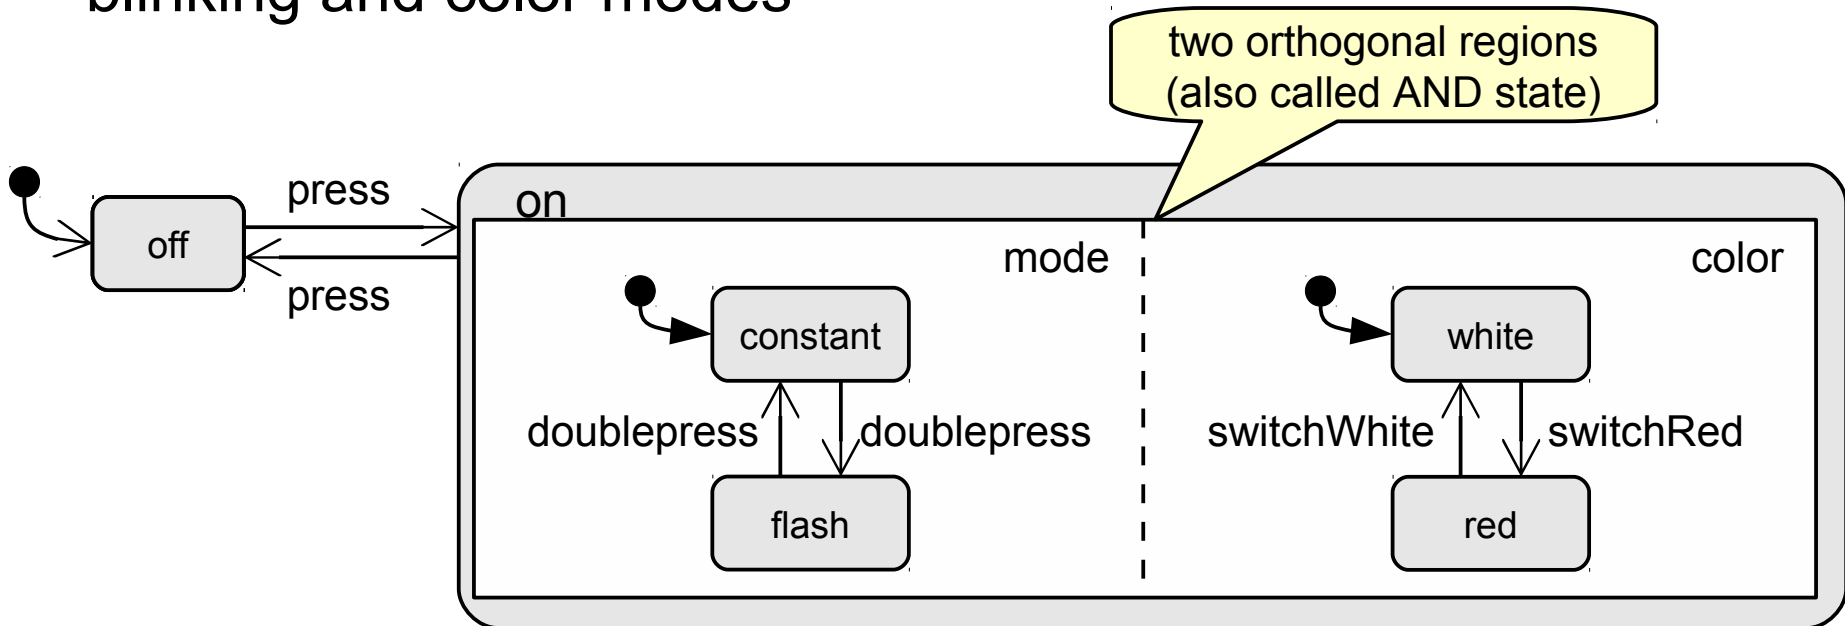 blinking and color modes
two orthogonal regions
(also called AND state)
press
on
off
mode
color
press
constant
white
doublepress
doublepress
switchWhite
switchRed
flash
red